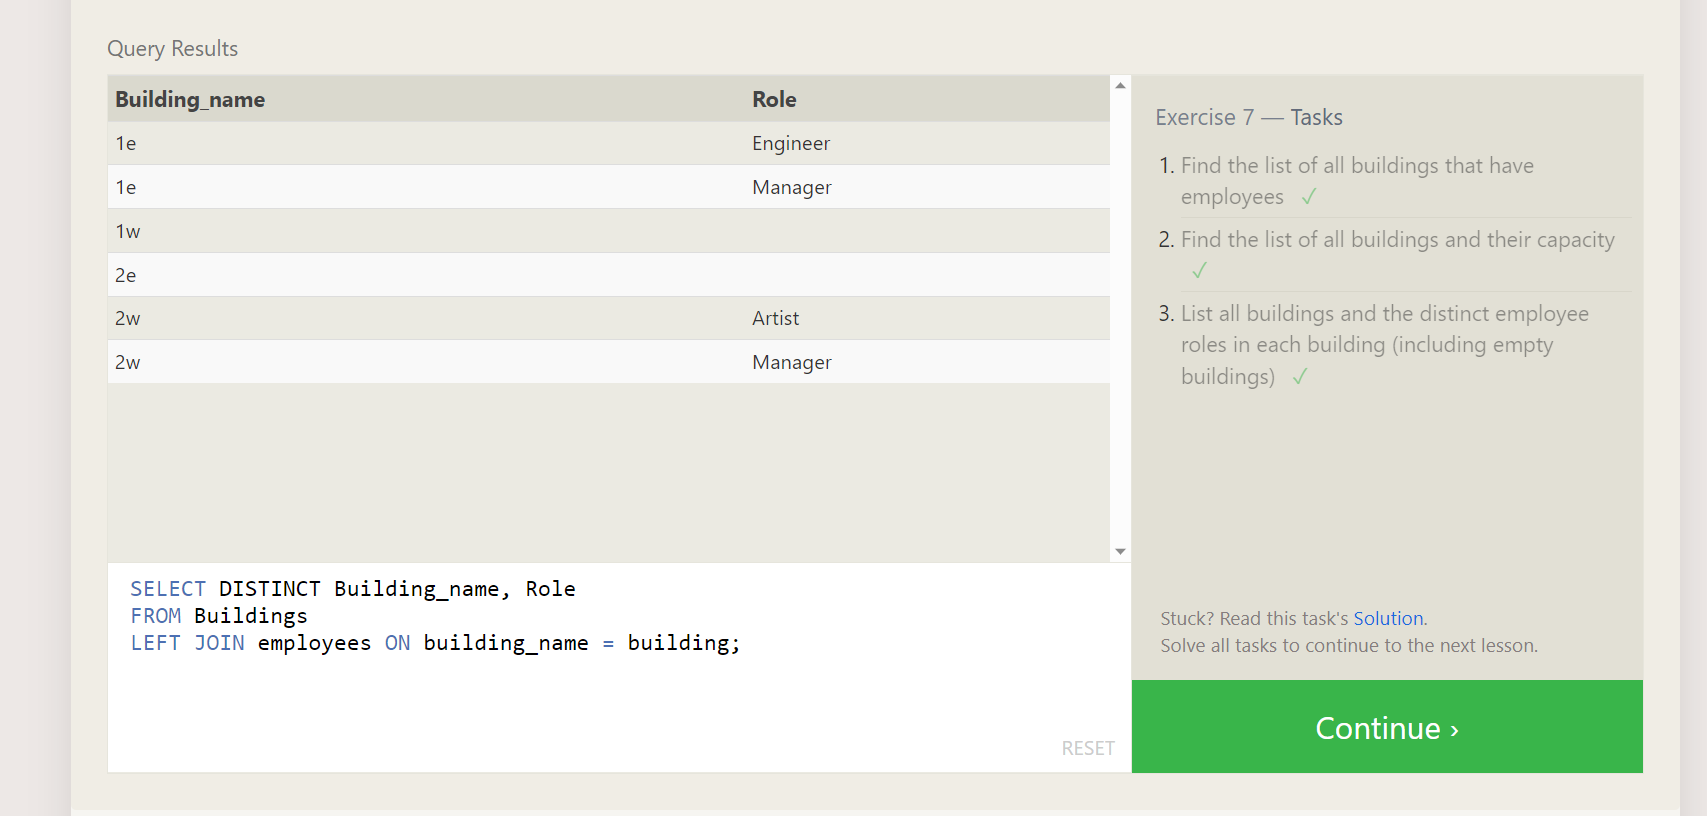 Query Results
Building_name Role
1e Engineer
1e Manager
1w
2e
2w Artist
2w Manager
SELECT DISTINCT Building_name, Role
FROM Buildings
LEFT JOIN employees ON building_name = building;
RESET
Exercise 7 — Tasks
1. Find the list of all buildings that have
employees ✓
2. Find the list of all buildings and their capacity
✓
3. List all buildings and the distinct employee
roles in each building (including empty
buildings) ✓
Stuck? Read this task's Solution.
Solve all tasks to continue to the next lesson.
Continue ›